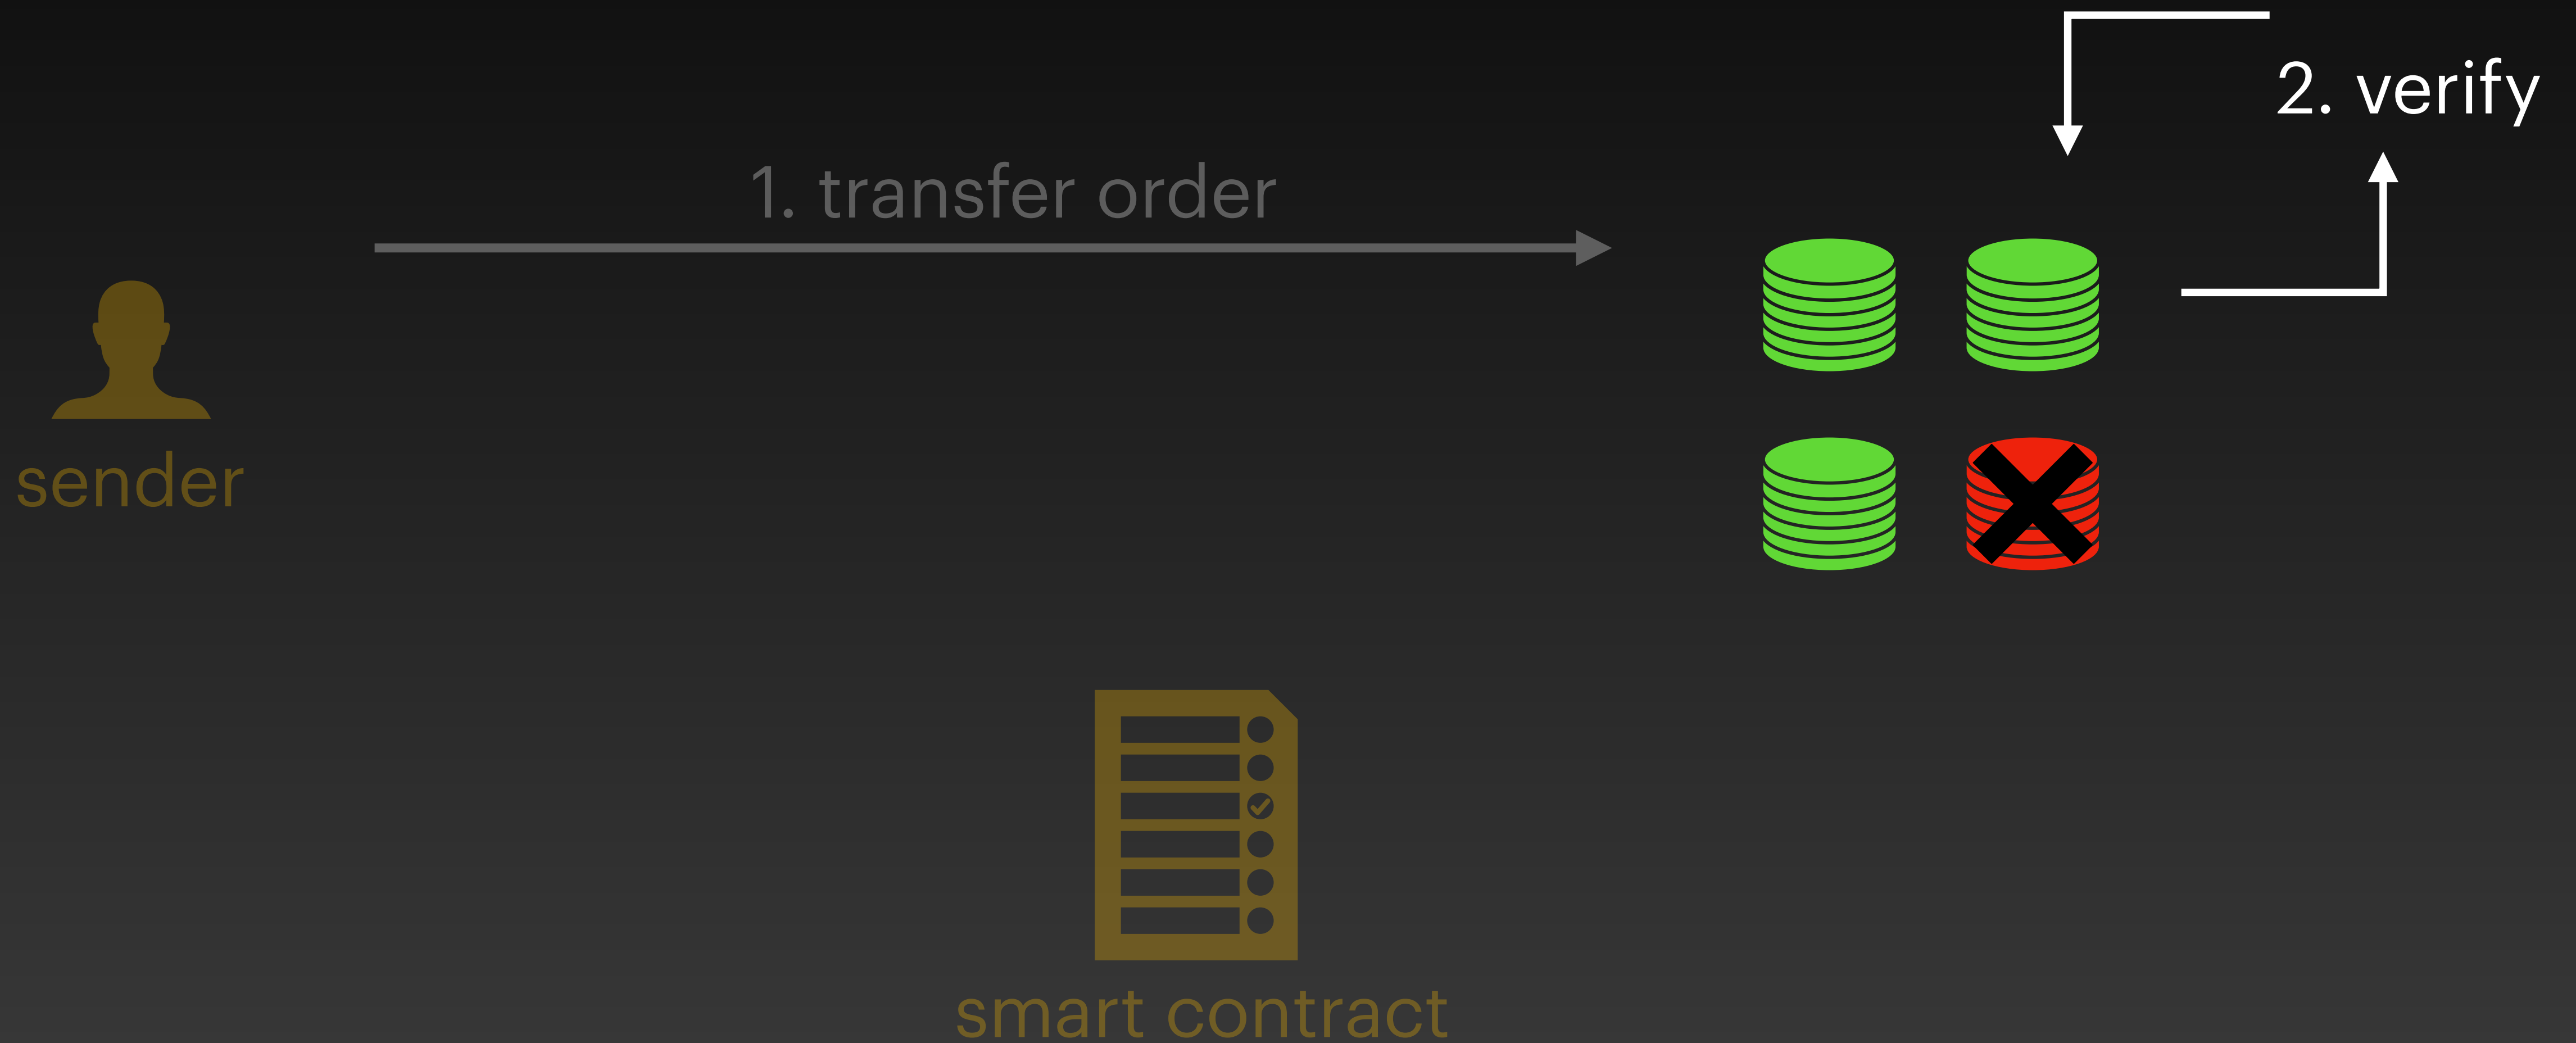 2. verify
1. transfer order
sender
smart contract